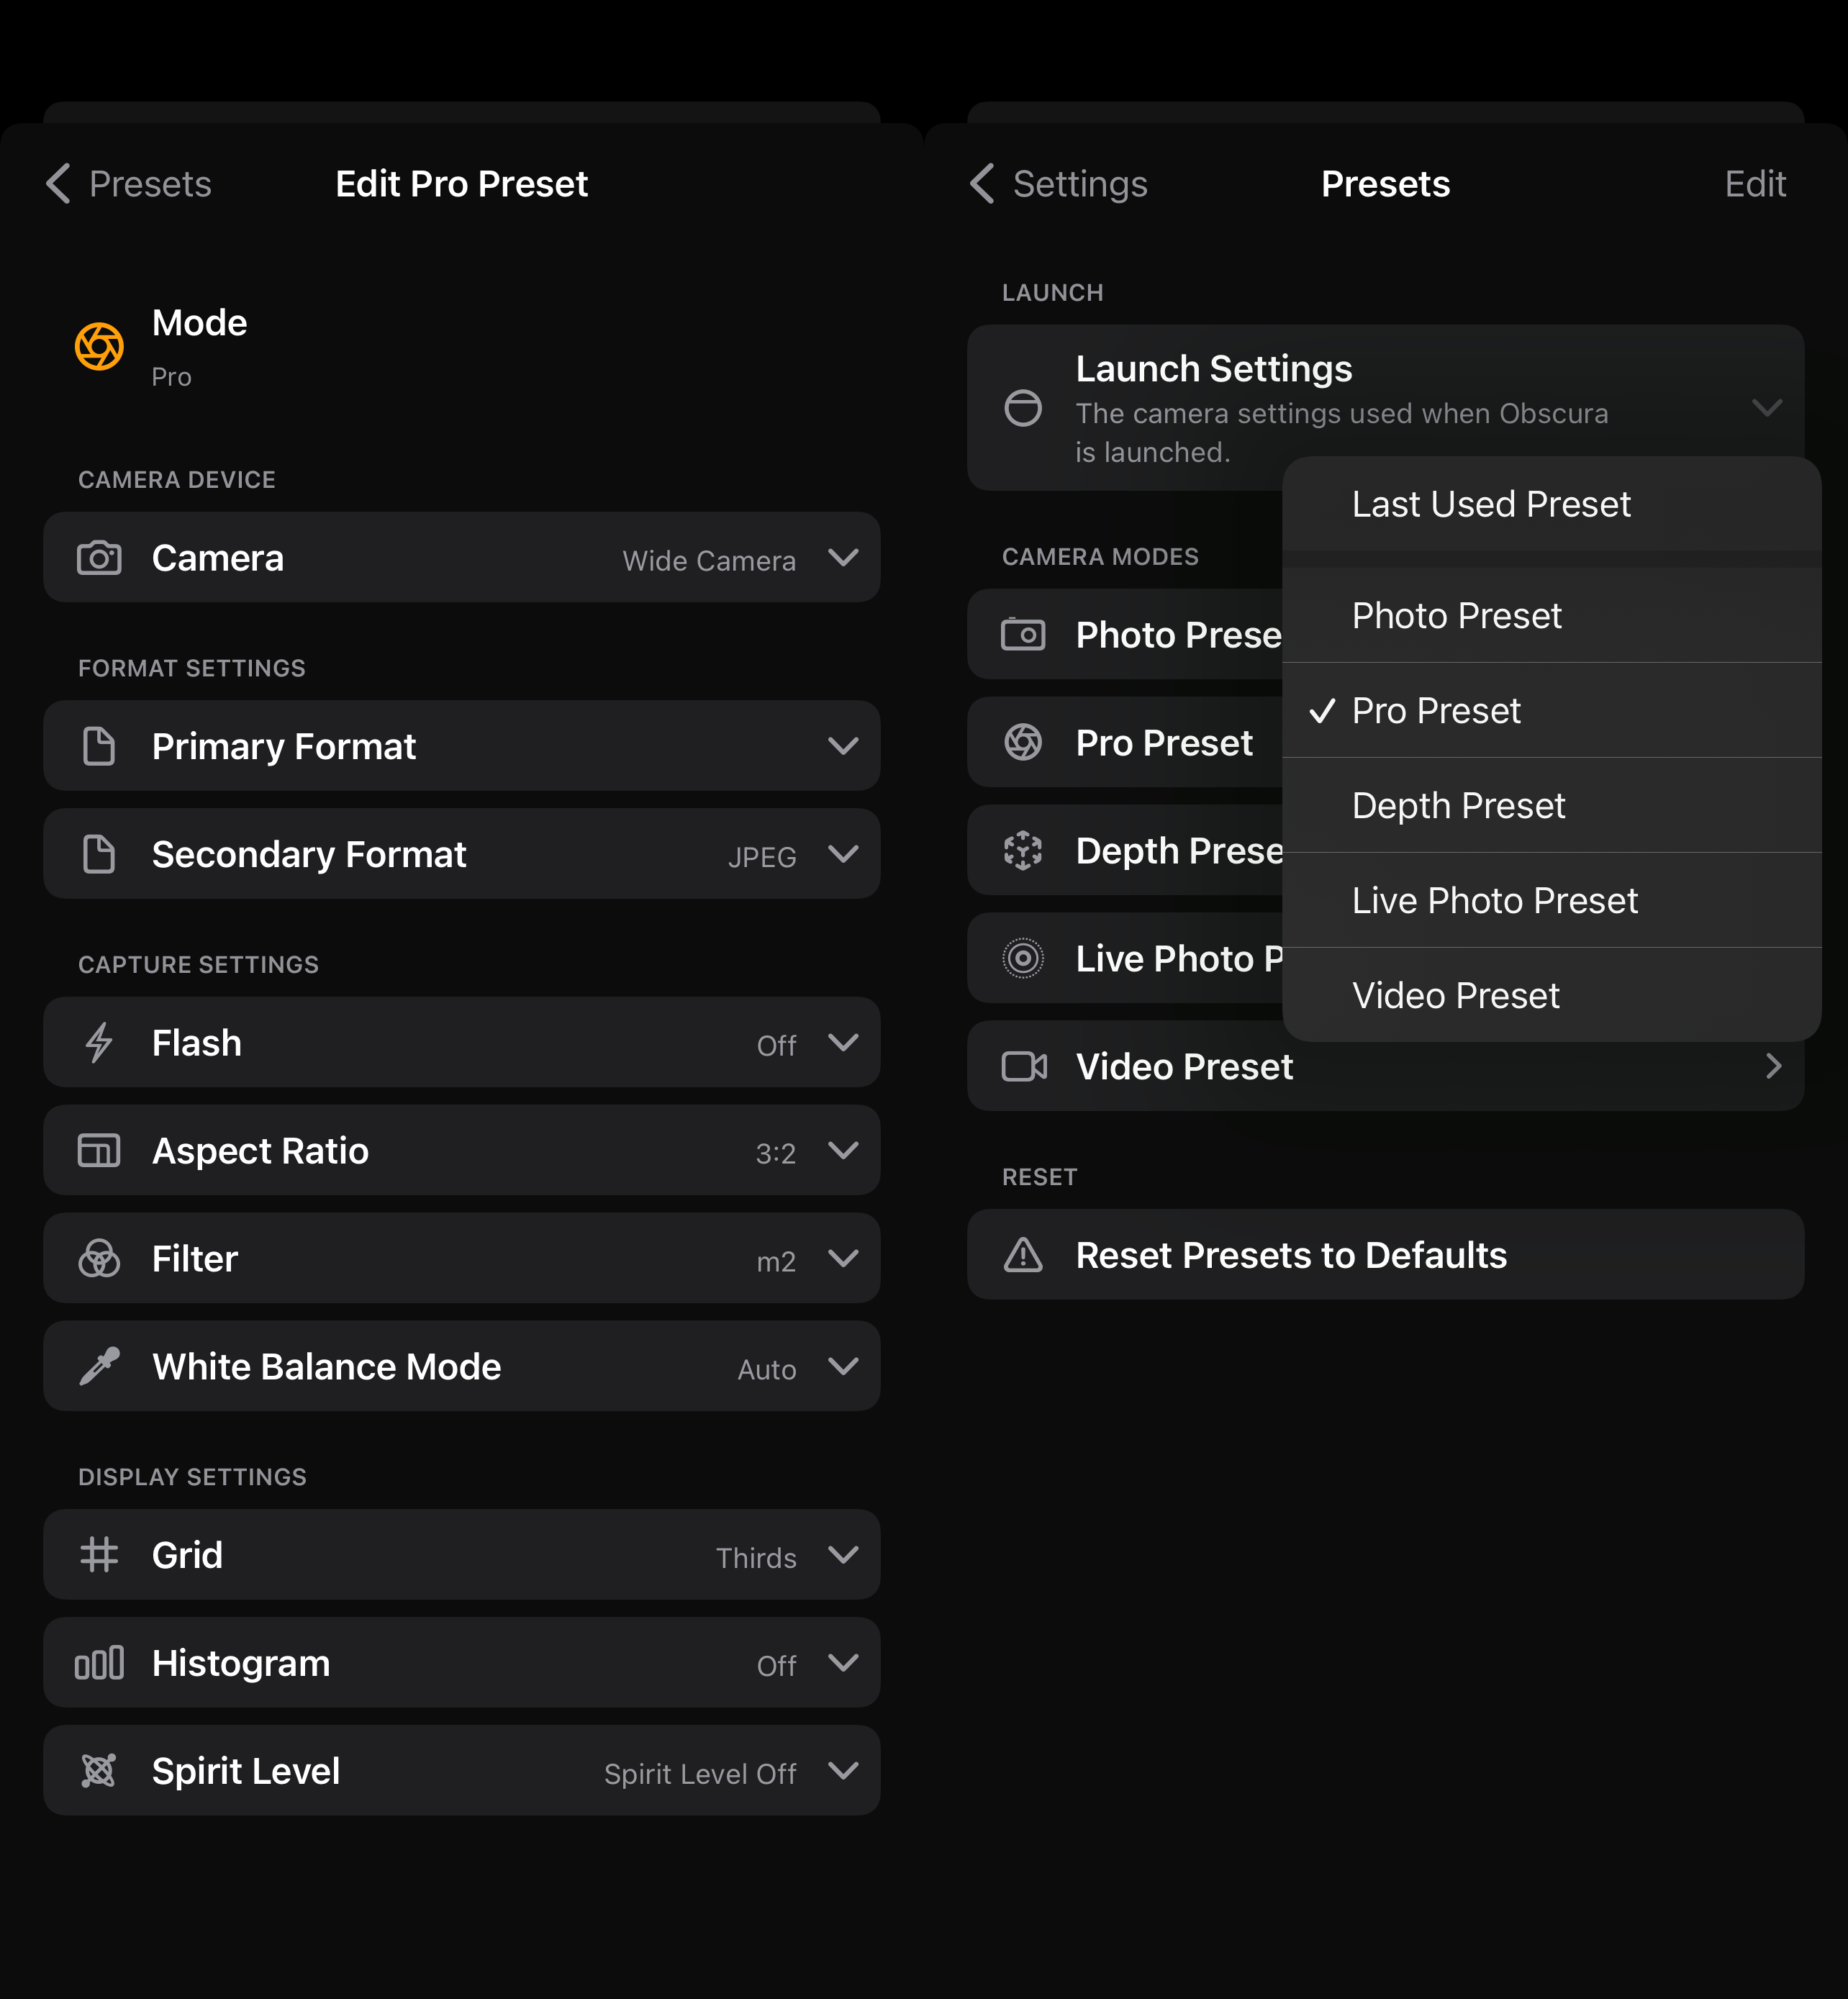 Presets
Edit Pro Preset
Mode
Pro
CAMERA DEVICE
Camera
Wide Camera
FORMAT SETTINGS
Primary Format
Secondary Format
JPEG
CAPTURE SETTINGS
Flash
Off
Aspect Ratio
3:2
Filter
m2
White Balance Mode
Auto
DISPLAY SETTINGS
Grid
Thirds
Histogram
Off
Spirit Level
Spirit Level Off
Settings
Presets
Edit
LAUNCH
Launch Settings
The camera settings used when Obscura
is launched.
CAMERA MODES
Photo Prese
Pro Preset
Depth Prese
Live Photo P
Video Preset
Last Used Preset
Photo Preset
Pro Preset
Depth Preset
Live Photo Preset
Video Preset
RESET
Reset Presets to Defaults